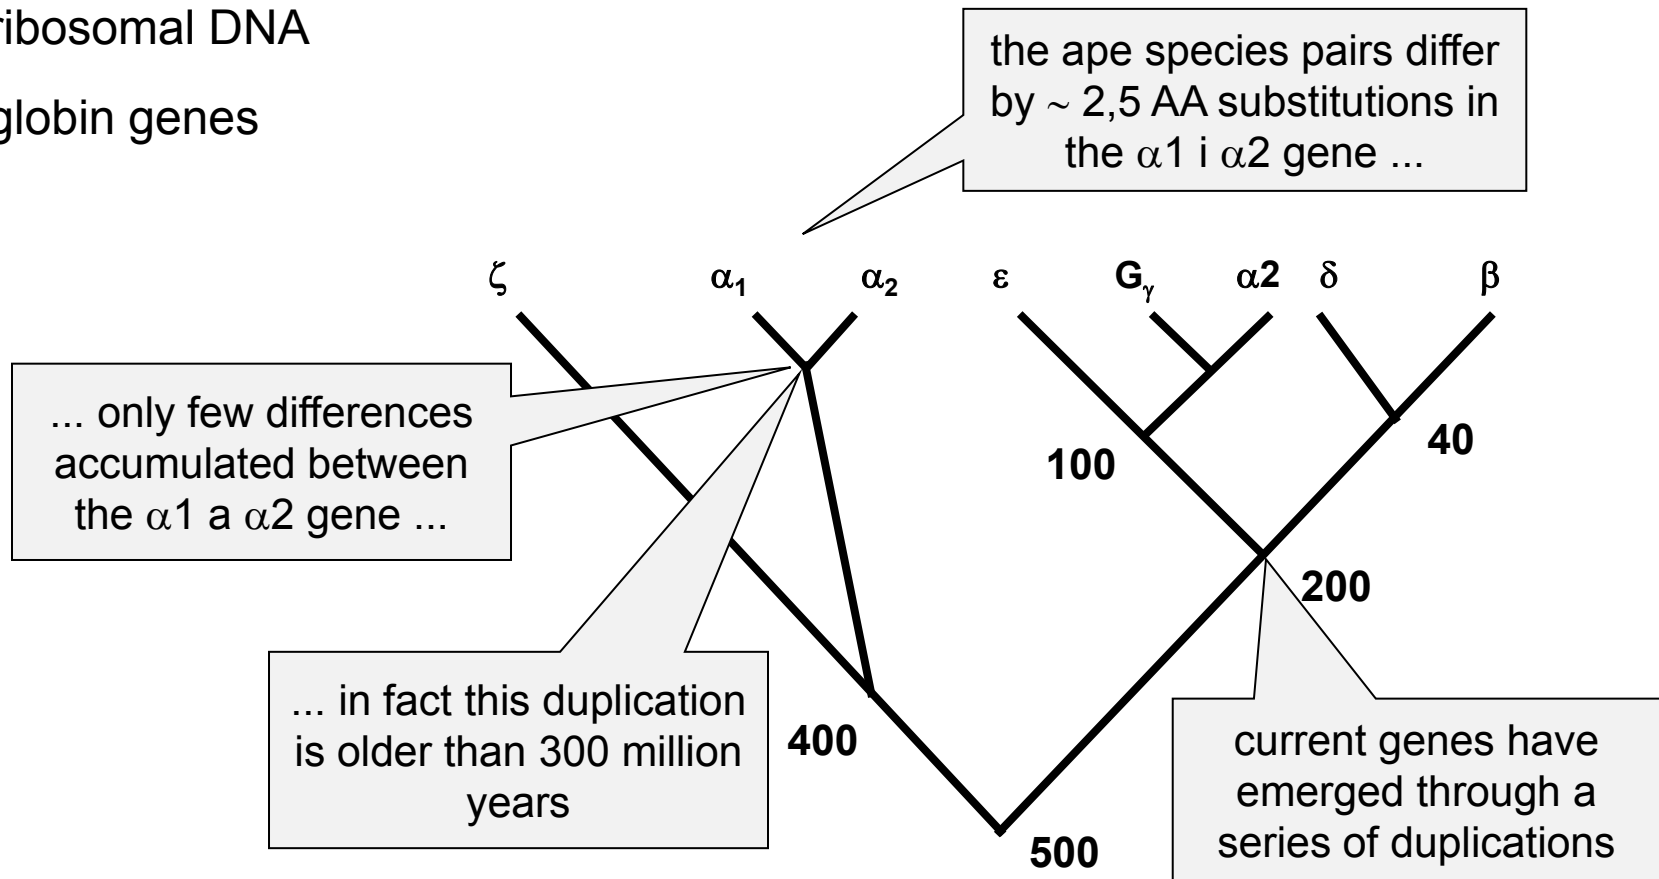 ribosomal DNA
globin genes
the ape species pairs differ
by ~ 2,5 AA substitutions in
the α1 i α2 gene ...
ζ α₁ α₂ ε Gᵧ α2 δ β
... only few differences
accumulated between
the α1 a α2 gene ...
40
100
200
... in fact this duplication
is older than 300 million
years
400
current genes have
emerged through a
series of duplications
500